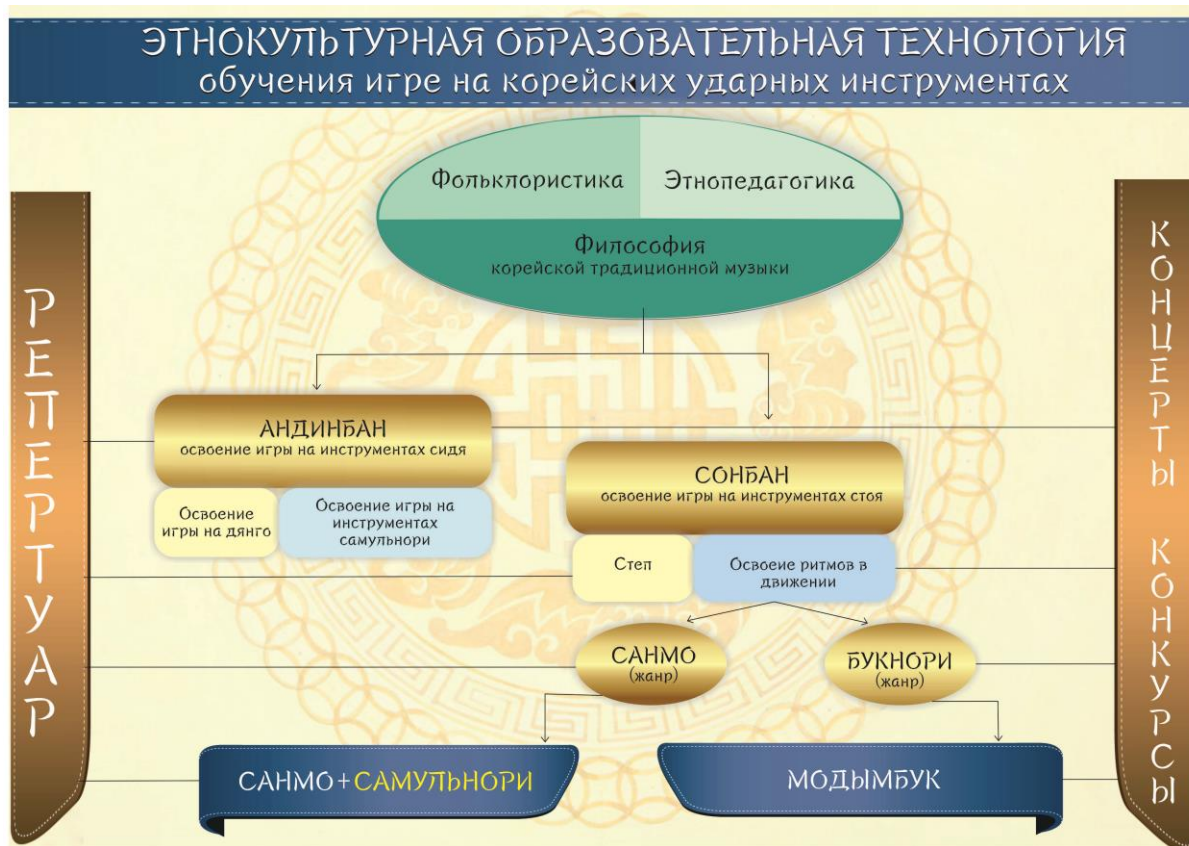 ЭТНОКУЛЬТУРНАЯ ОБРАЗОВАТЕЛЬНАЯ ТЕХНОЛОГИЯ
обучения игре на корейских ударных инструментах
Фольклористика
Этнопедагогика
Философия
корейской традиционной музыки
РЕПЕРТУАР
АНДИНБАН
освоение игры на инструментах сидя
Освоение
игры на дянго
Освоение игры на
инструментах
самульнори
СОНБАН
освоение игры на инструментах стоя
Степ
Освоеие ритмов в
движении
САНМО
(жанр)
БУКНОРИ
(жанр)
САНМО+САМУЛЬНОРИ
МОДЫМБУК
КОНЦЕРТЫ КОНКУРСЫ